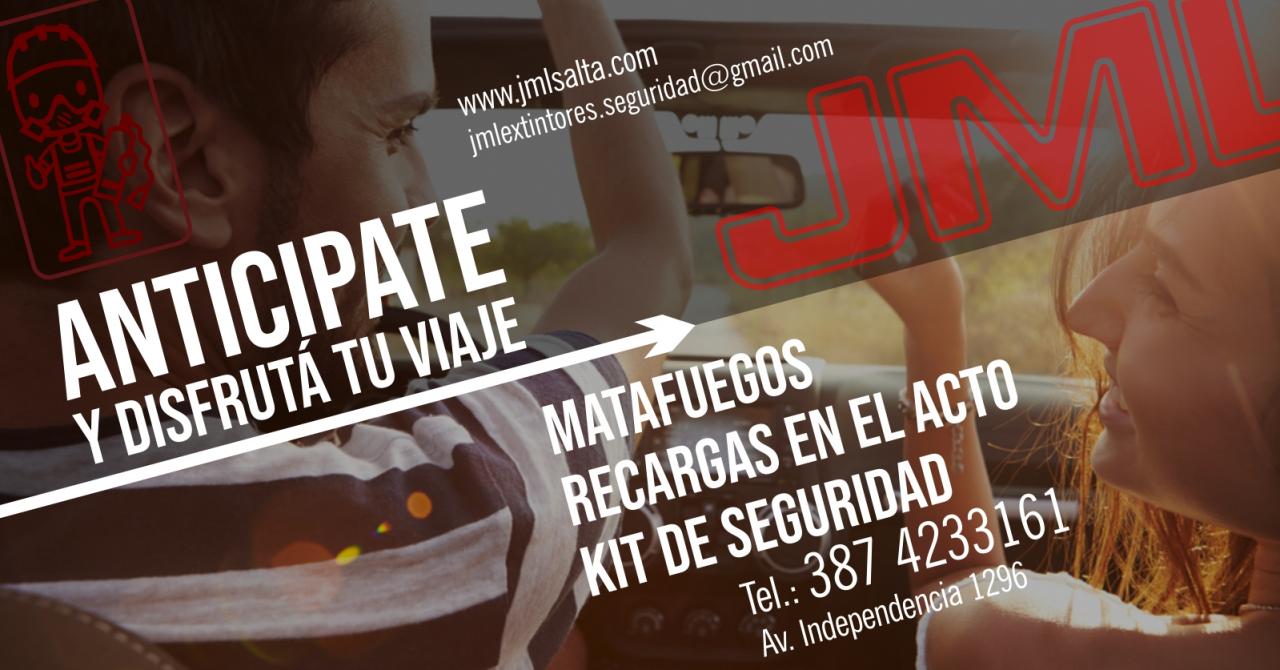 www.jmlsalta.com
jmlextintores.seguridad@gmail.com
JML
ANTICIPATE
Y DISFRUTÁ TU VIAJE
MATAFUEGOS
RECARGAS EN EL ACTO
KIT DE SEGURIDAD
Tel.: 387 4233161
Av. Independencia 1296